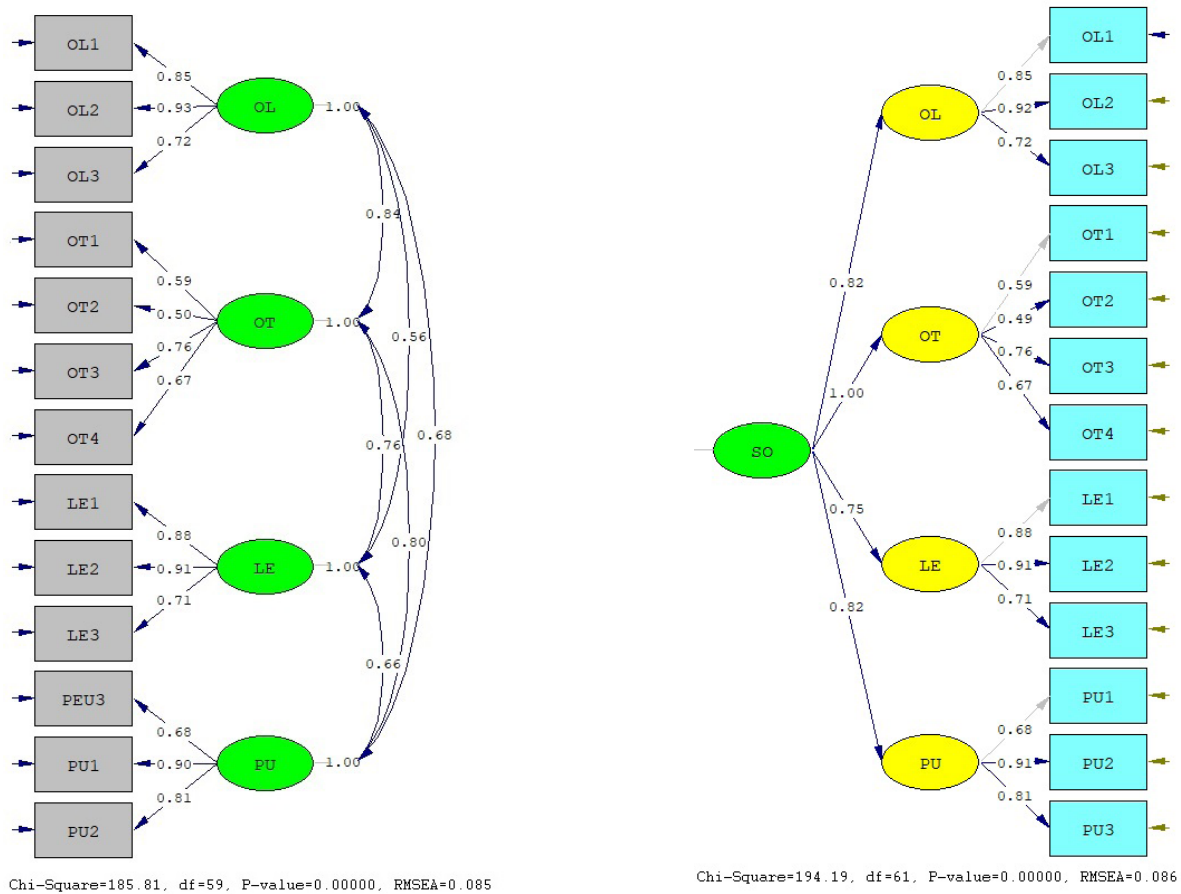 OL1
OL2
OL3
OT1
OT2
OT3
OT4
LE1
LE2
LE3
PEU3
PU1
PU2
0.85
0.93
0.72
0.59
0.50
0.76
0.67
0.88
0.91
0.71
0.68
0.90
0.81
OL
OT
LE
PU
1.00
1.00
1.00
1.00
0.84
0.56
0.68
0.76
0.80
0.66
Chi-Square=185.81, df=59, P-value=0.00000, RMSEA=0.085
SO
0.82
1.00
0.75
0.82
OL
OT
LE
PU
0.85
0.92
0.72
0.59
0.49
0.76
0.67
0.88
0.91
0.71
0.68
0.91
0.81
OL1
OL2
OL3
OT1
OT2
OT3
OT4
LE1
LE2
LE3
PU1
PU2
PU3
Chi-Square=194.19, df=61, P-value=0.00000, RMSEA=0.086